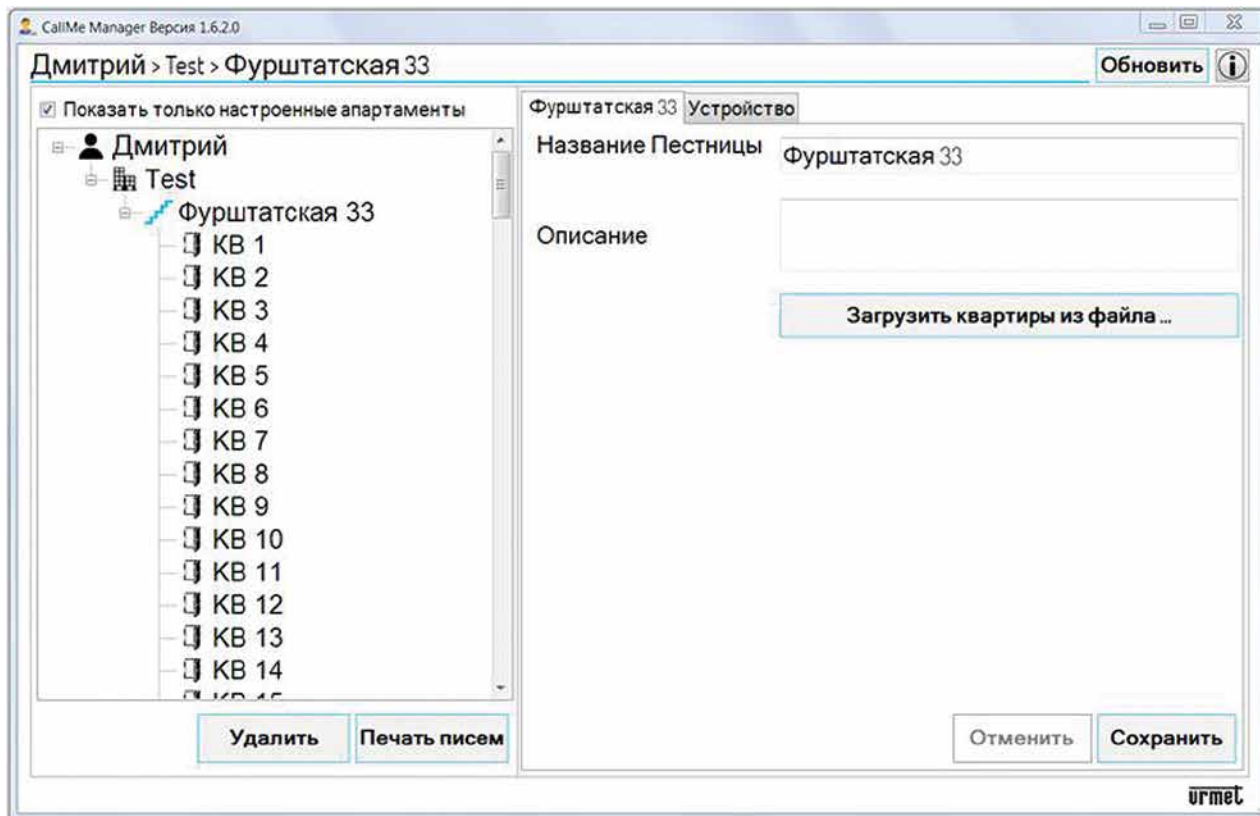 CallMe Manager Версия 1.6.2.0
Дмитрий > Test > Фурштатская 33
Обновить
Показать только настроенные апартаменты
Дмитрий
Test
Фурштатская 33
КВ 1
КВ 2
КВ 3
КВ 4
КВ 5
КВ 6
КВ 7
КВ 8
КВ 9
КВ 10
КВ 11
КВ 12
КВ 13
КВ 14
Удалить Печать писем
Фурштатская 33 Устройство
Название Пестницы Фурштатская 33
Описание
Загрузить квартиры из файла ...
Отменить Сохранить
urmet